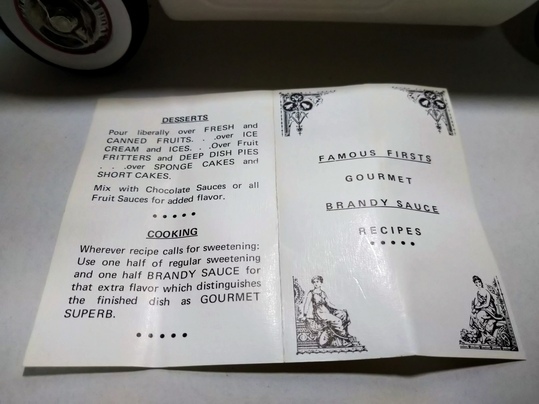 DESSERTS
Pour liberally over FRESH and
CANNED FRUITS. . .over ICE
CREAM and ICES. . .Over Fruit
FRITTERS and DEEP DISH PIES
. . .over SPONGE CAKES and
SHORT CAKES.
Mix with Chocolate Sauces or all
Fruit Sauces for added flavor.
COOKING
Wherever recipe calls for sweetening:
Use one half of regular sweetening
and one half BRANDY SAUCE for
that extra flavor which distinguishes
the finished dish as GOURMET
SUPERB.
FAMOUS FIRSTS
GOURMET
BRANDY SAUCE
RECIPES